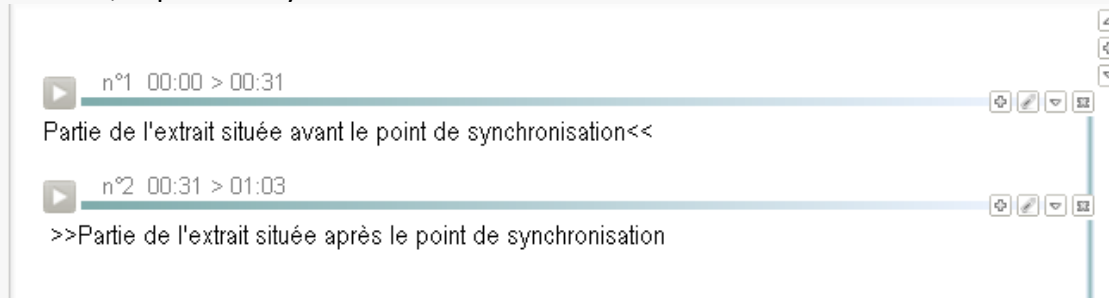 n°1 00:00 > 00:31
Partie de l'extrait située avant le point de synchronisation<<
n°2 00:31 > 01:03
>>Partie de l'extrait située après le point de synchronisation